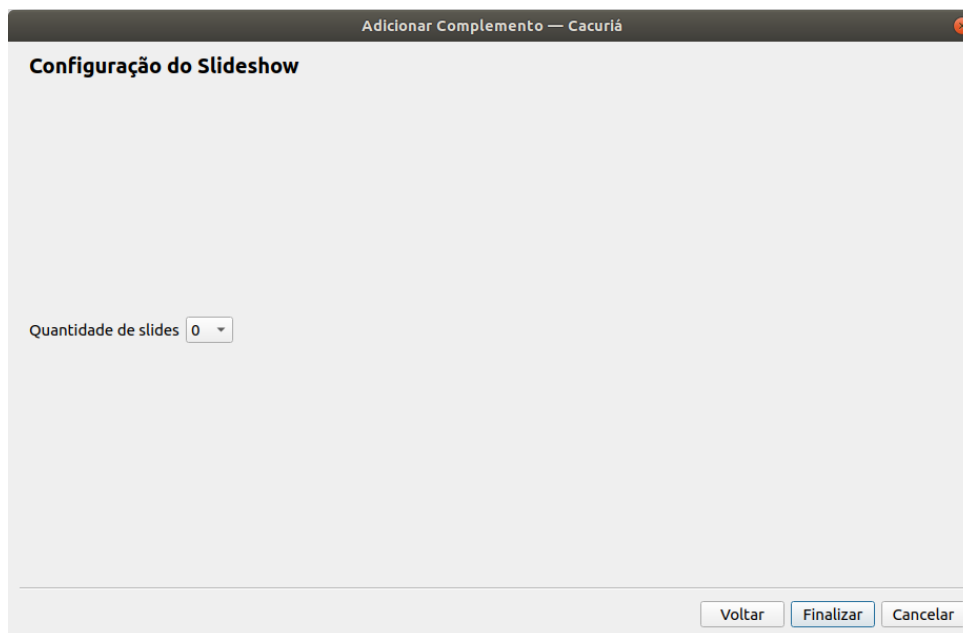 Adicionar Complemento — Cacuriá
Configuração do Slideshow
Quantidade de slides 0
Voltar Finalizar Cancelar